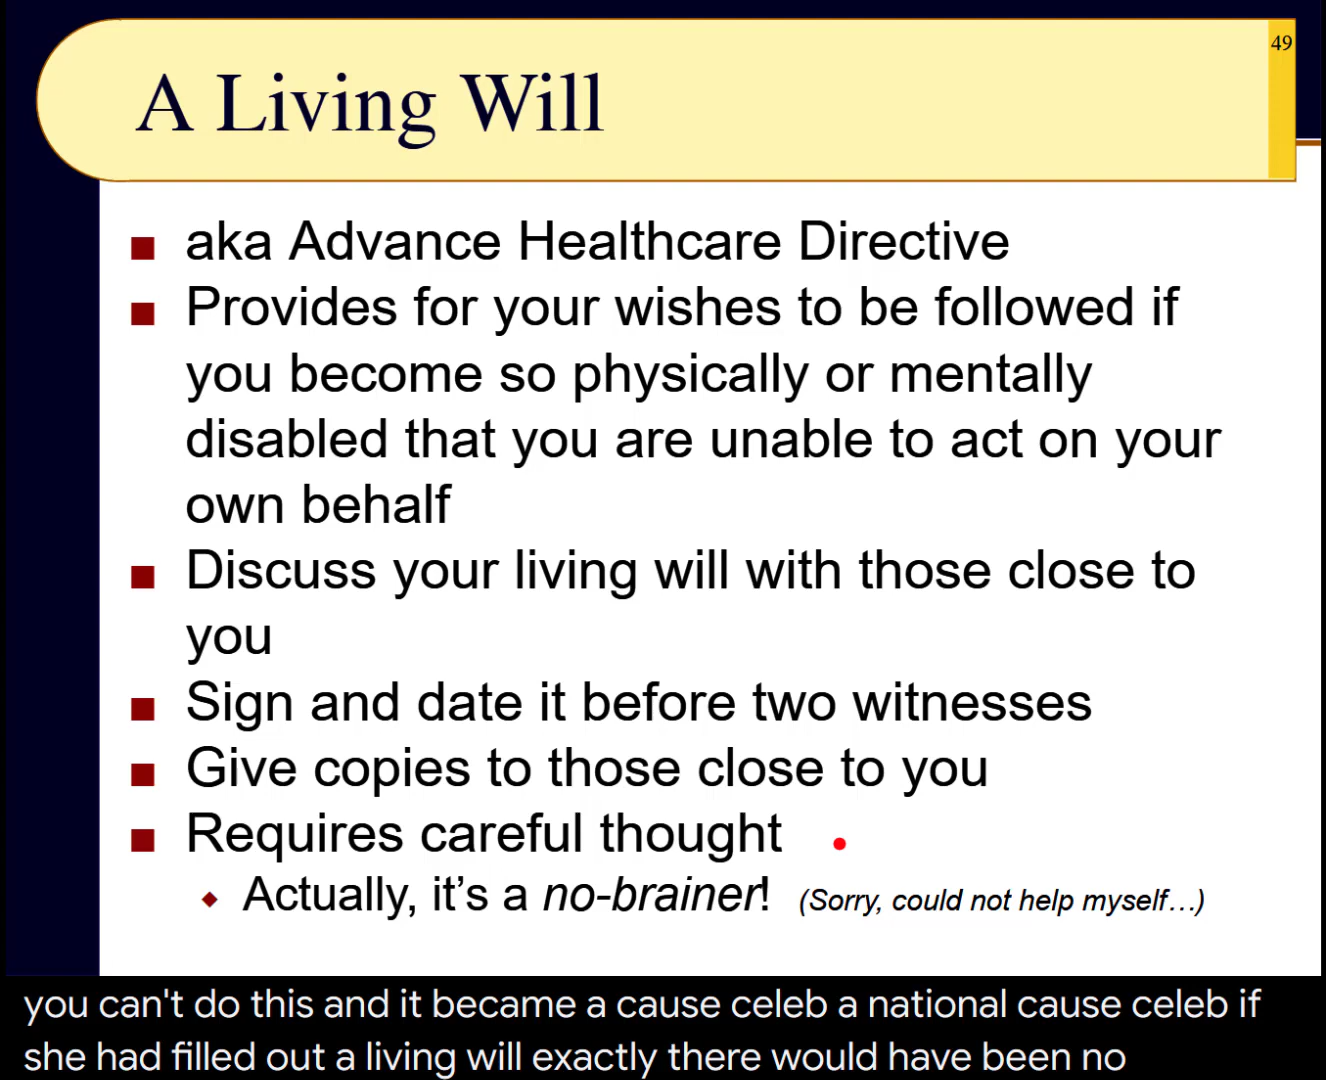 49
A Living Will
aka Advance Healthcare Directive
Provides for your wishes to be followed if
you become so physically or mentally
disabled that you are unable to act on your
own behalf
Discuss your living will with those close to
you
Sign and date it before two witnesses
Give copies to those close to you
Requires careful thought
Actually, it's a no-brainer! (Sorry, could not help myself…)
you can't do this and it became a cause celeb a national cause celeb if
she had filled out a living will exactly there would have been no